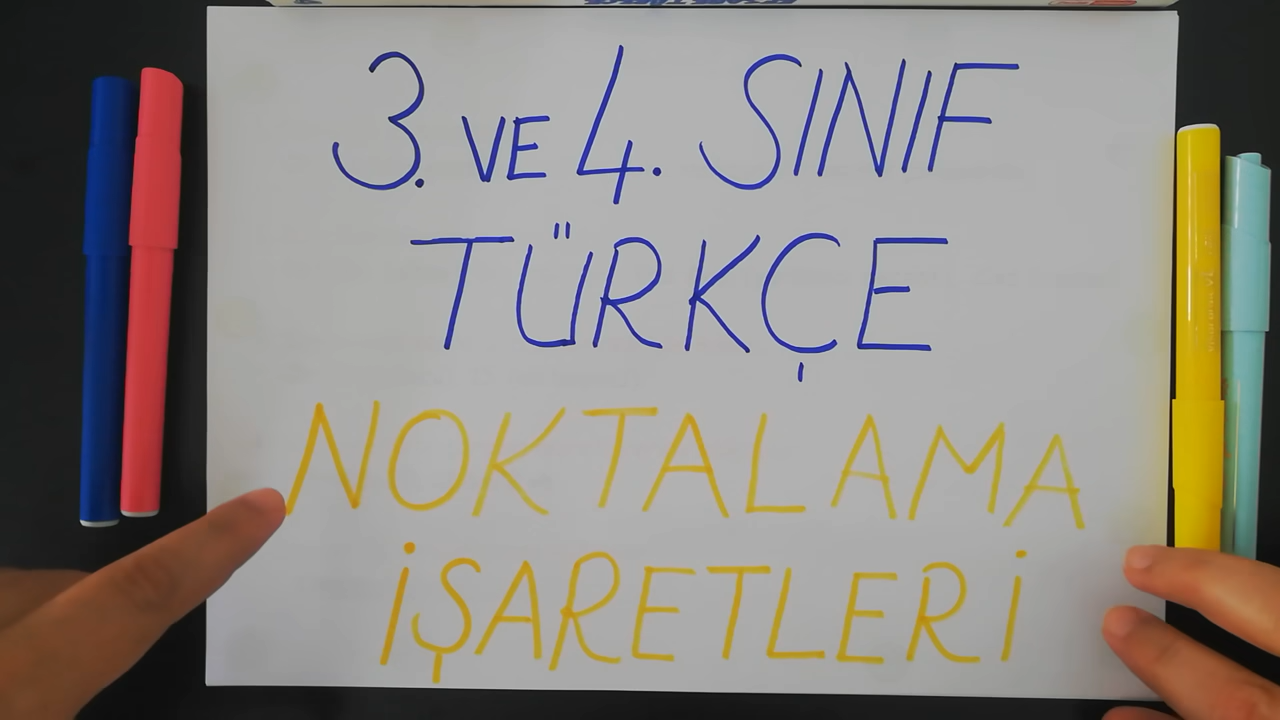 3. VE 4. SINIF
TÜRKÇE
NOKTALAMA
İŞARETLERİ